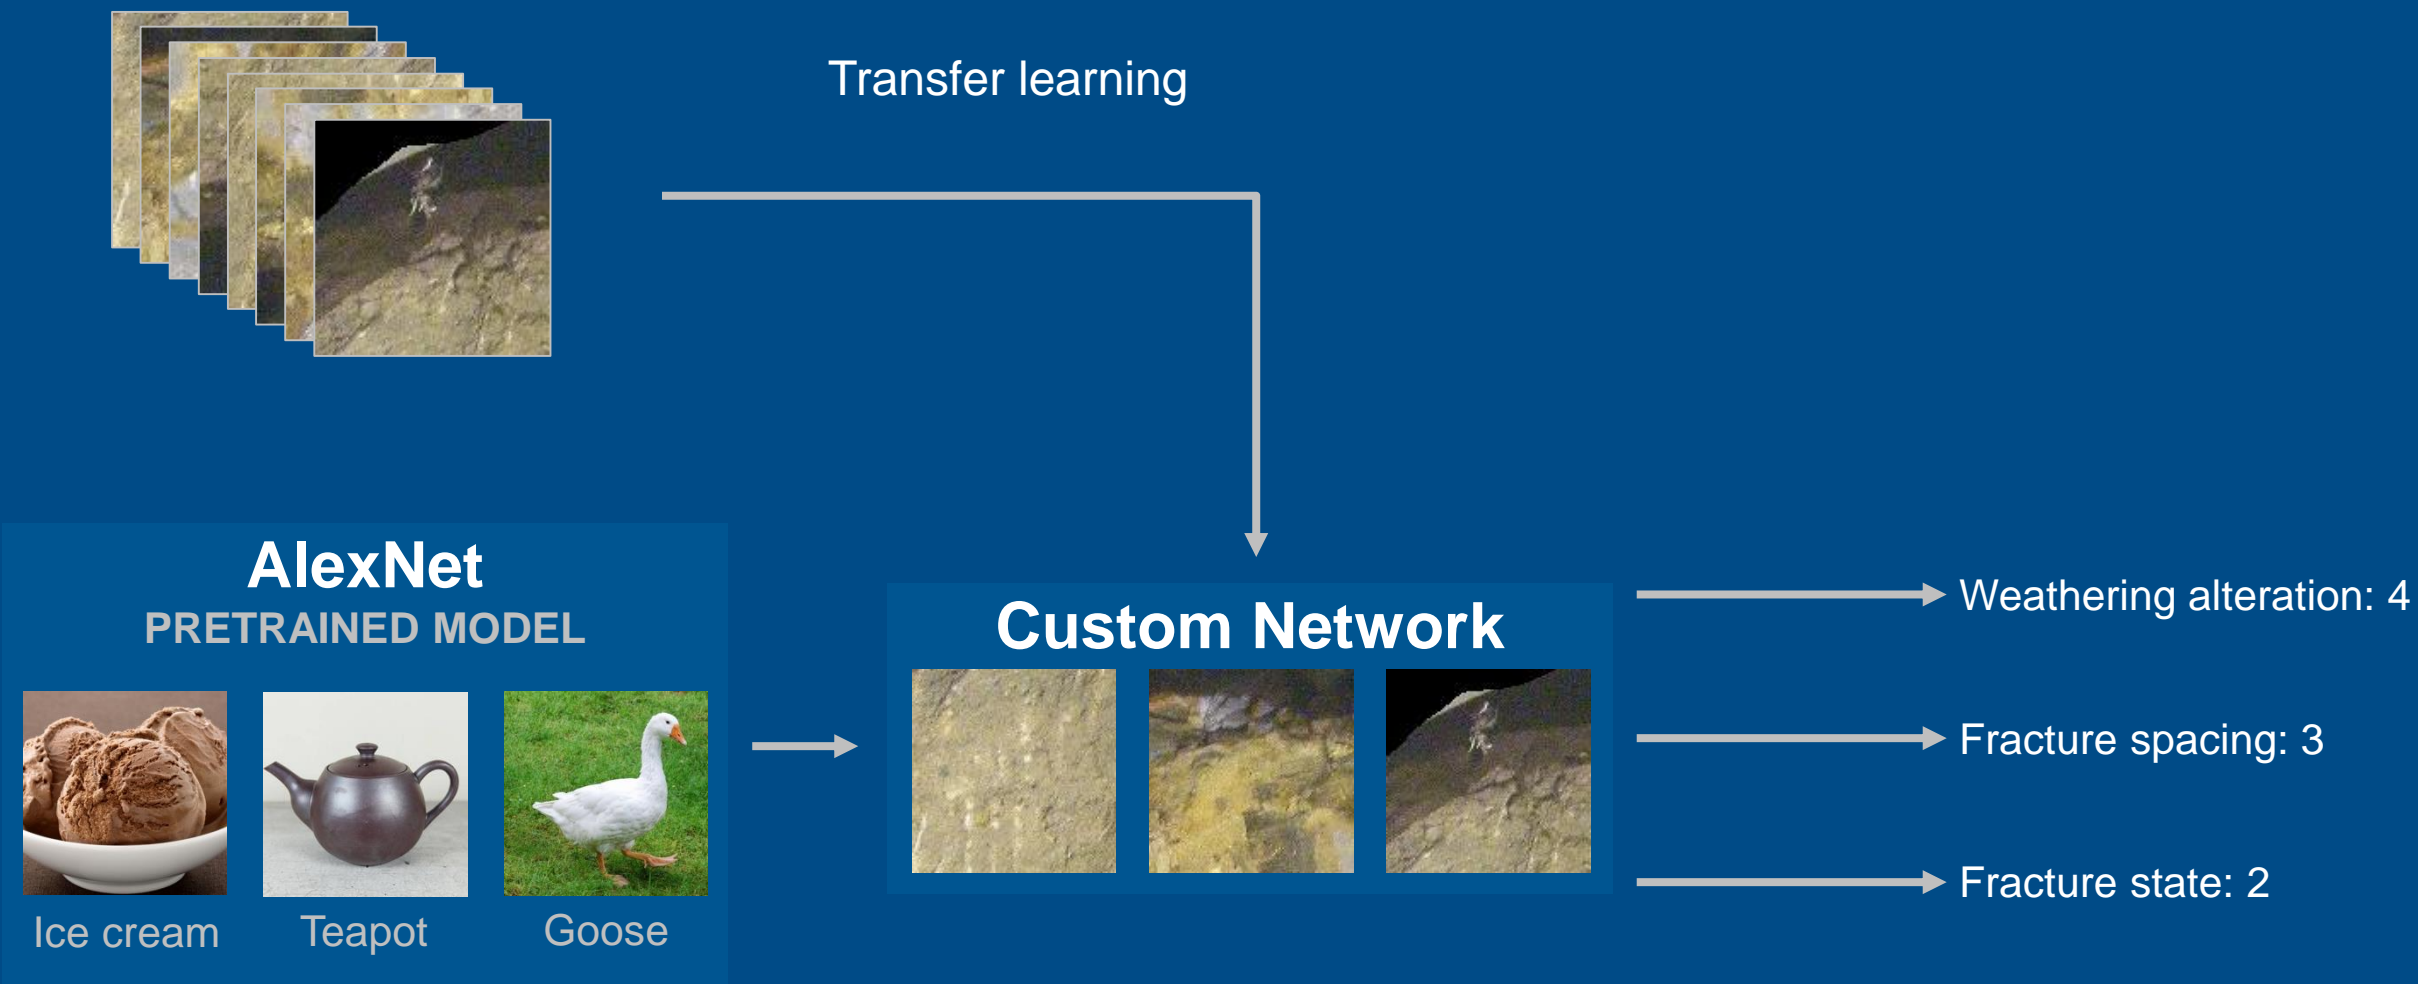 Transfer learning
AlexNet
PRETRAINED MODEL
Ice cream
Teapot
Goose
Custom Network
Weathering alteration: 4
Fracture spacing: 3
Fracture state: 2